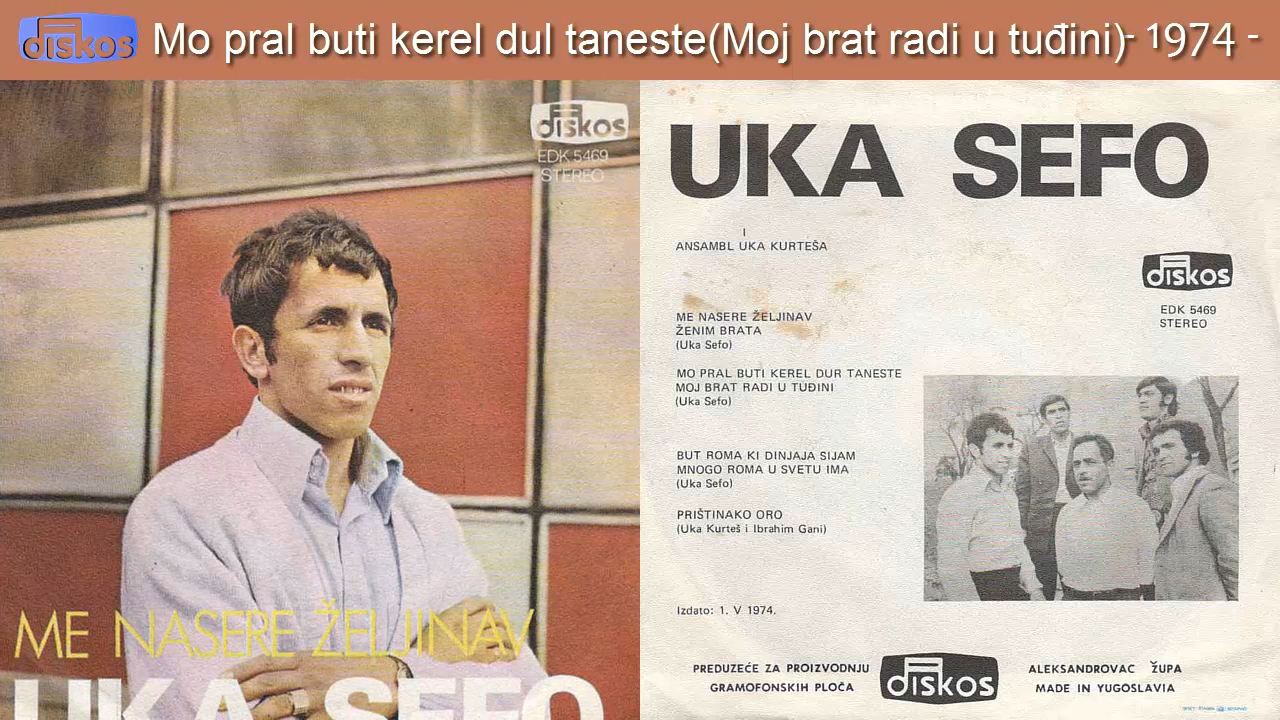 diskos
Mo pral buti kerel dul taneste(Moj brat radi u tuđini)- 1974 -
diskos
EDK 5469
STEREO
ME NASERE ŽELJINAV
UKA SEFO
UKA SEFO
I
ANSAMBL UKA KURTEŠA
diskos
EDK 5469
STEREO
ME NASERE ŽELJINAV
ŽENIM BRATA
(Uka Sefo)
MO PRAL BUTI KEREL DUR TANESTE
MOJ BRAT RADI U TUĐINI
(Uka Sefo)
BUT ROMA KI DINJAJA SIJAM
MNOGO ROMA U SVETU IMA
(Uka Sefo)
PRIŠTINAKO ORO
(Uka Kurteš i Ibrahim Gani)
Izdato: 1. V 1974.
PREDUZEĆE ZA PROIZVODNJU
GRAMOFONSKIH PLOČA
diskos
ALEKSANDROVAC ŽUPA
MADE IN YUGOSLAVIA